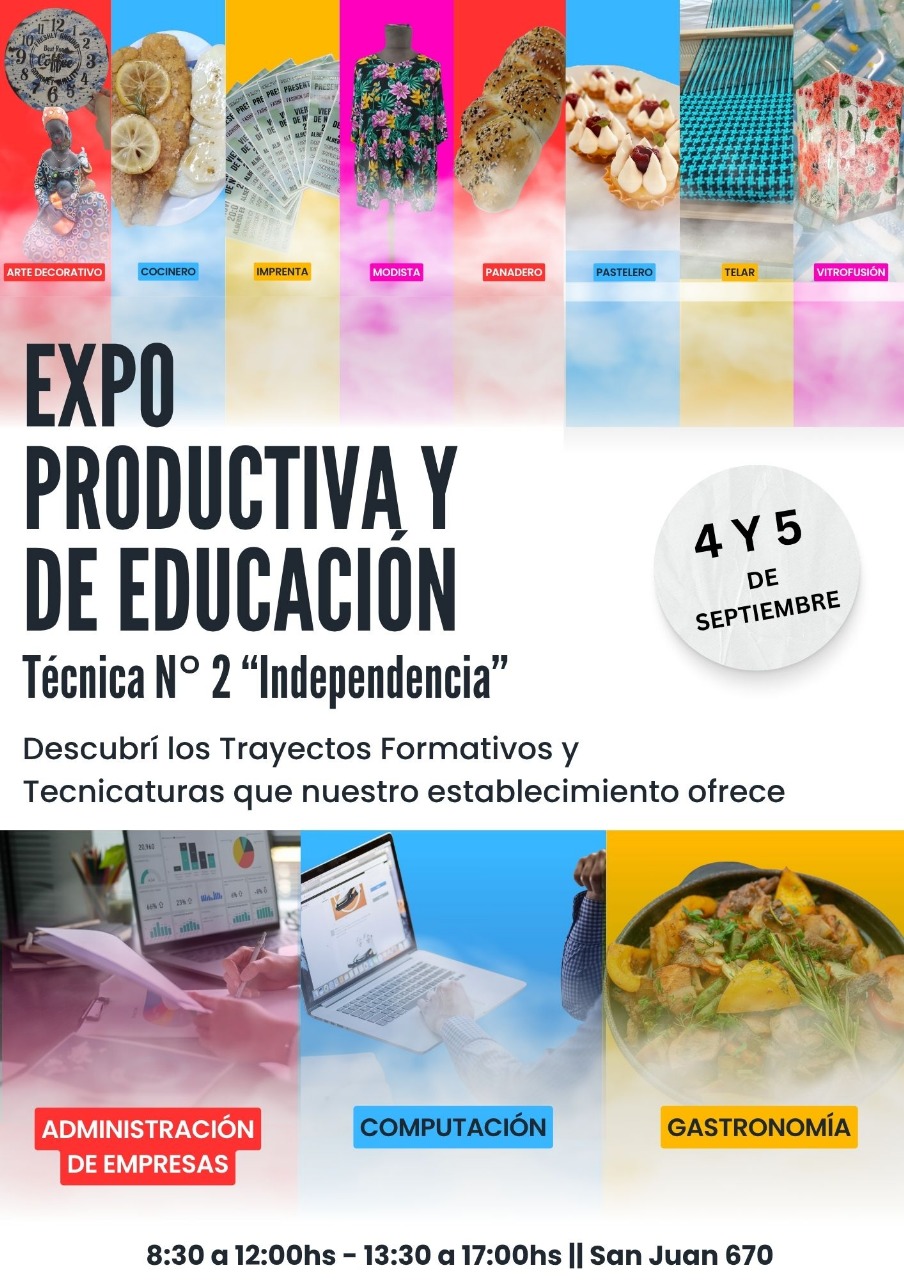 ARTE DECORATIVO
COCINERO
IMPRENTA
MODISTA
PANADERO
PASTELERO
TELAR
VITROFUSIÓN
EXPO
PRODUCTIVA Y
DE EDUCACIÓN
Técnica N° 2 “Independencia”
4 Y 5
DE
SEPTIEMBRE
Descubrí los Trayectos Formativos y
Tecnicaturas que nuestro establecimiento ofrece
ADMINISTRACIÓN
DE EMPRESAS
COMPUTACIÓN
GASTRONOMÍA
8:30 a 12:00hs - 13:30 a 17:00hs || San Juan 670